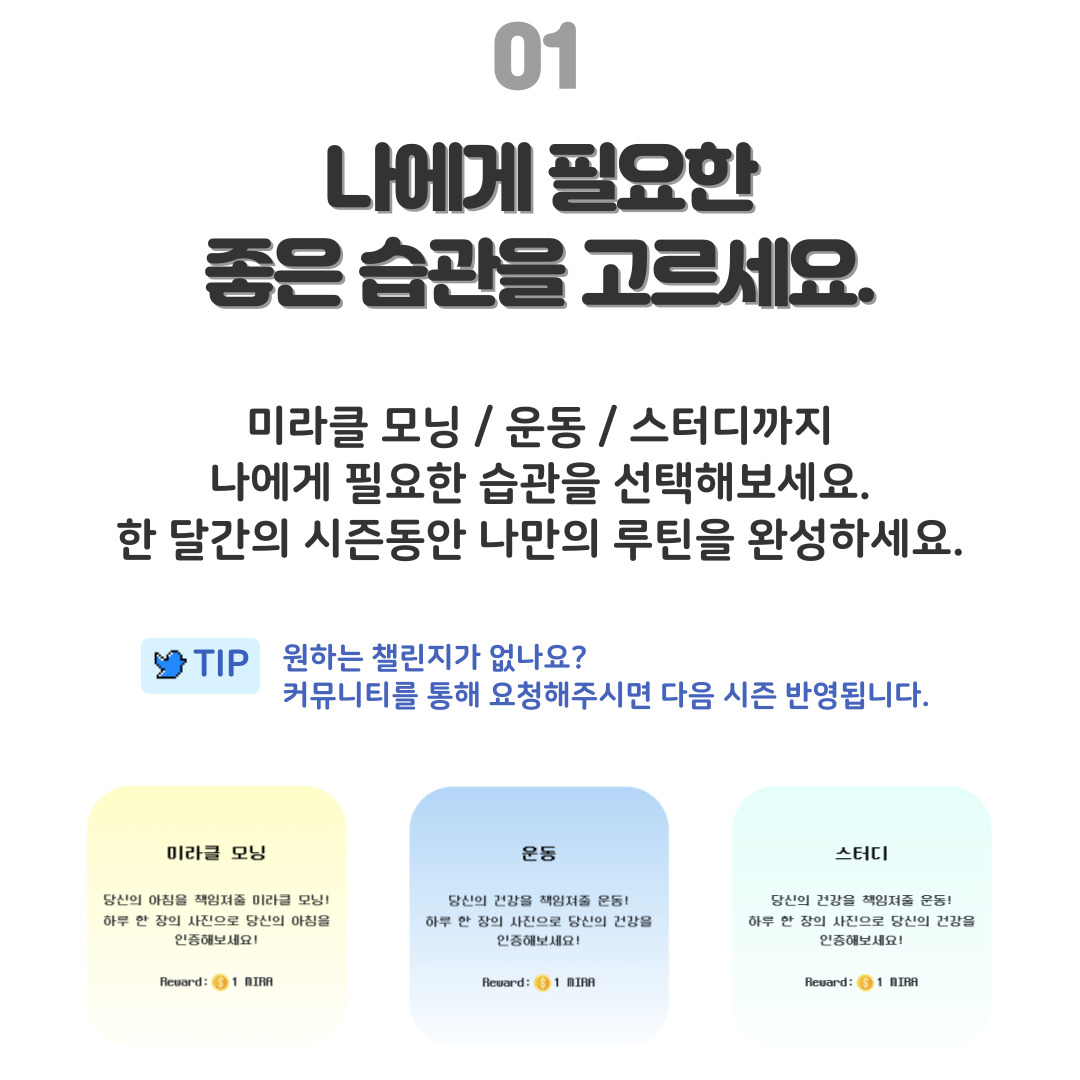 01
나에게 필요한
좋은 습관을 고르세요.
미라클 모닝 / 운동 / 스터디까지
나에게 필요한 습관을 선택해보세요.
한 달간의 시즌동안 나만의 루틴을 완성하세요.
TIP
원하는 챌린지가 없나요?
커뮤니티를 통해 요청해주시면 다음 시즌 반영됩니다.
미라클 모닝
당신의 아침을 책임져줄 미라클 모닝!
하루 한 장의 사진으로 당신의 아침을
인증해보세요!
Reward: 1 MIRA
운동
당신의 건강을 책임져줄 운동!
하루 한 장의 사진으로 당신의 건강을
인증해보세요!
Reward: 1 MIRA
스터디
당신의 건강을 책임져줄 운동!
하루 한 장의 사진으로 당신의 건강을
인증해보세요!
Reward: 1 MIRA